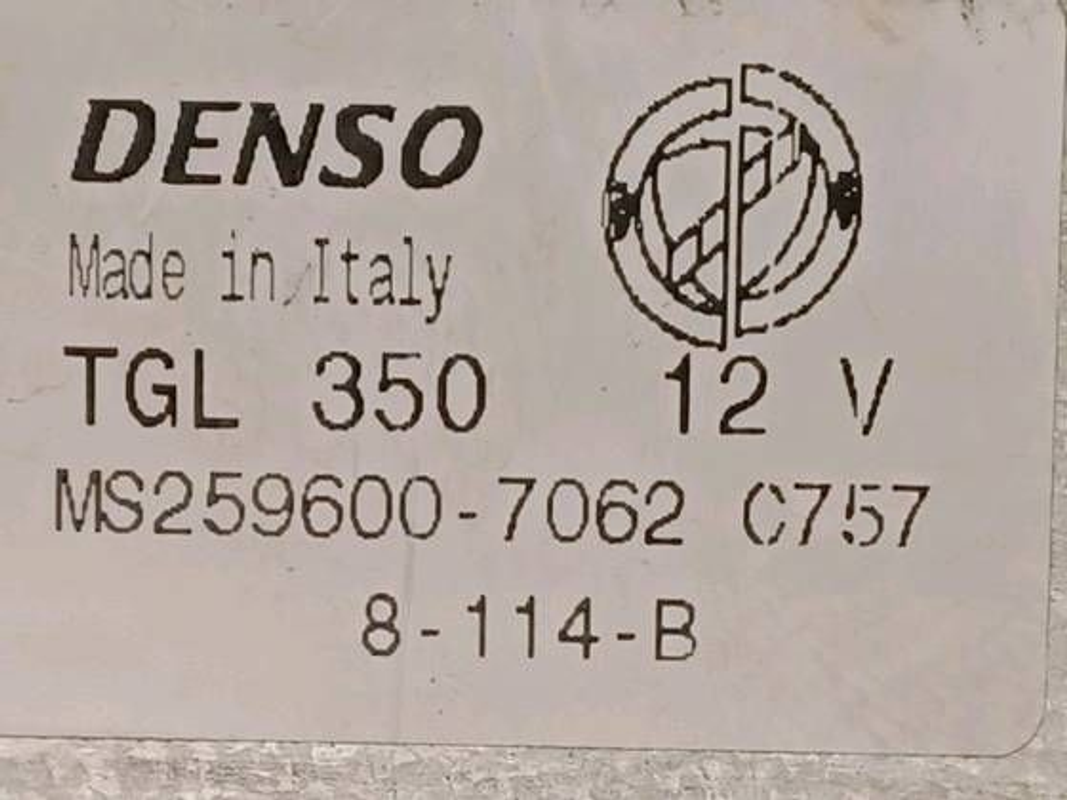 DENSO
Made in Italy
TGL 350 12 V
MS259600-7062 C757
8-114-B